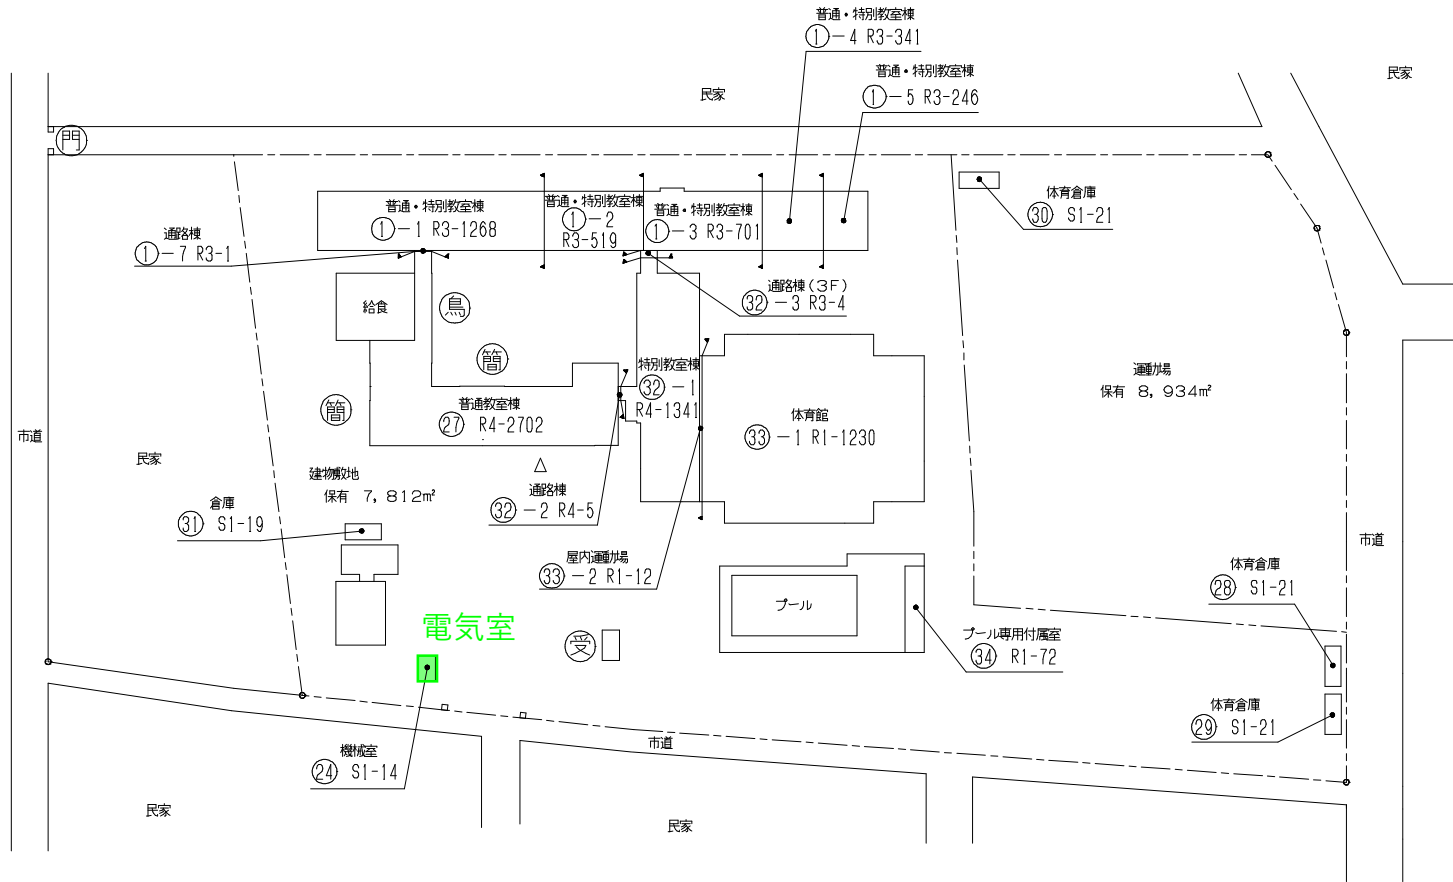 普通・特別教室棟
①－4 R3-341
普通・特別教室棟
①－5 R3-246
民家
民家
門
普通・特別教室棟
①－1 R3-1268
普通・特別教室棟
①－2
R3-519
普通・特別教室棟
①－3 R3-701
体育倉庫
㉚ S1-21
通路棟
①－7 R3-1
通路棟(3F)
㉜－3 R3-4
給食
鳥
簡
簡
特別教室棟
㉜－1
R4-1341
普通教室棟
㉗ R4-2702
体育館
㉝－1 R1-1230
運動場
保有 8,934㎡
市道
民家
建物敷地
保有 7,812㎡
通路棟
㉜－2 R4-5
倉庫
㉛ S1-19
屋内運動場
㉝－2 R1-12
市道
体育倉庫
㉘ S1-21
プール
電気室
受
プール専用付属室
㉞ R1-72
体育倉庫
㉙ S1-21
機械室
㉔ S1-14
市道
民家
民家